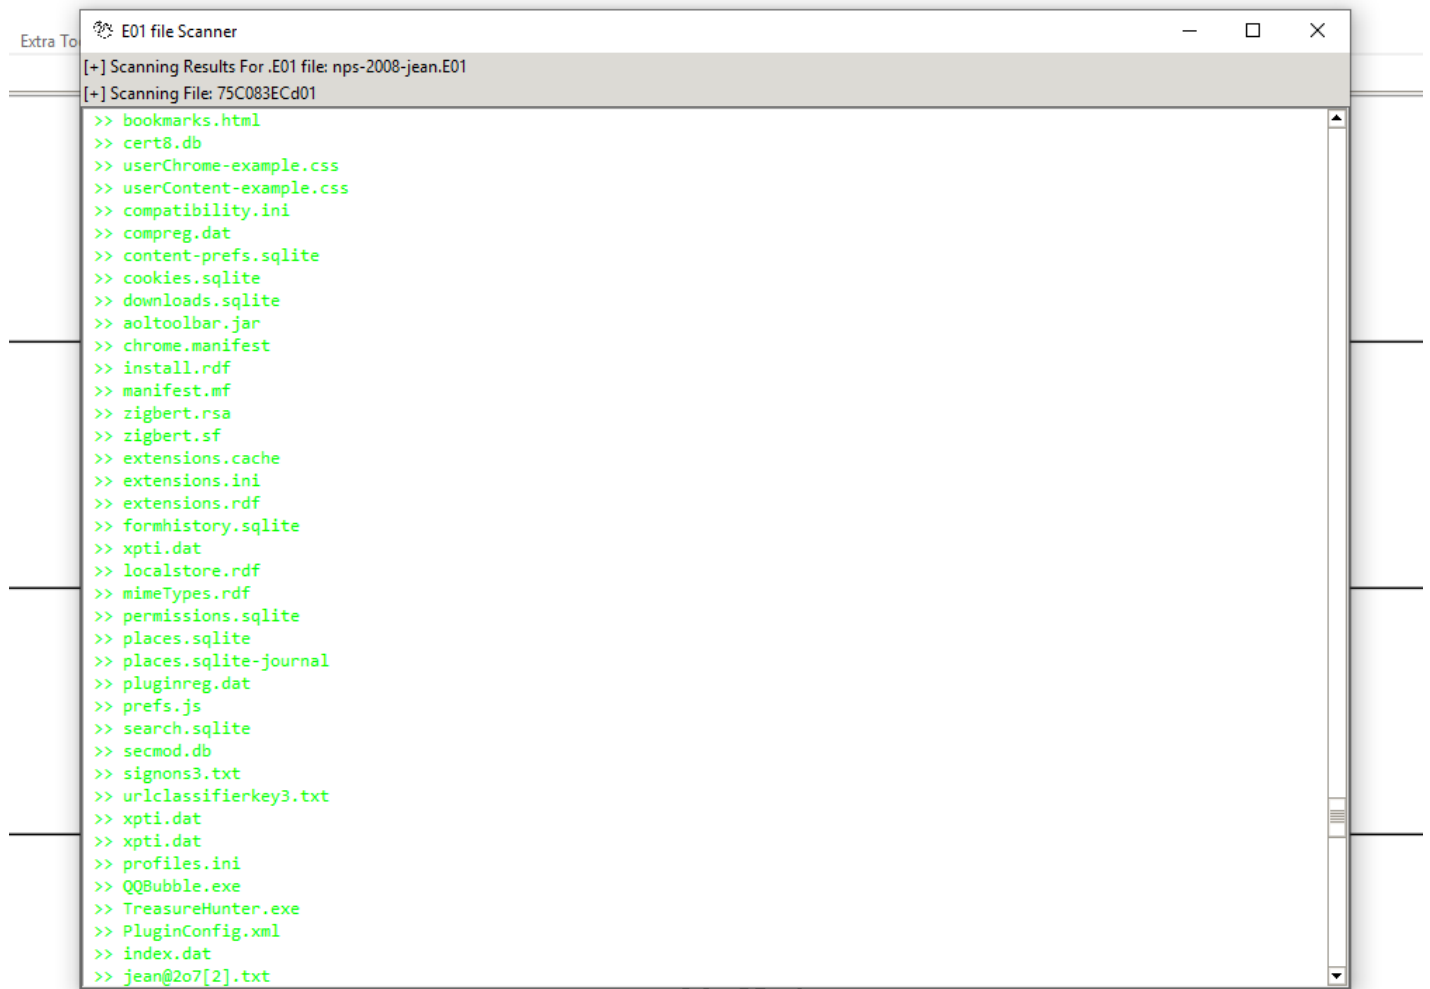 Extra To
E01 file Scanner
[+] Scanning Results For .E01 file: nps-2008-jean.E01
[+] Scanning File: 75C083ECd01
>> bookmarks.html
>> cert8.db
>> userChrome-example.css
>> userContent-example.css
>> compatibility.ini
>> compreg.dat
>> content-prefs.sqlite
>> cookies.sqlite
>> downloads.sqlite
>> aoltoolbar.jar
>> chrome.manifest
>> install.rdf
>> manifest.mf
>> zigbert.rsa
>> zigbert.sf
>> extensions.cache
>> extensions.ini
>> extensions.rdf
>> formhistory.sqlite
>> xpti.dat
>> localstore.rdf
>> mimeTypes.rdf
>> permissions.sqlite
>> places.sqlite
>> places.sqlite-journal
>> pluginreg.dat
>> prefs.js
>> search.sqlite
>> secmod.db
>> signons3.txt
>> urlclassifierkey3.txt
>> xpti.dat
>> xpti.dat
>> profiles.ini
>> QQBubble.exe
>> TreasureHunter.exe
>> PluginConfig.xml
>> index.dat
>> jean@2o7[2].txt